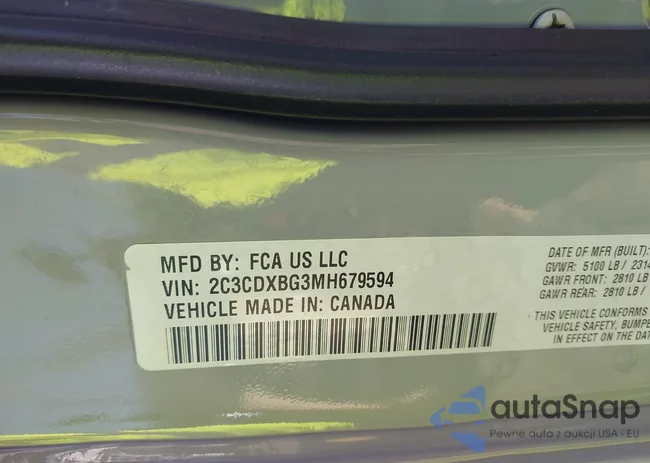 MFD BY: FCA US LLC
VIN: 2C3CDXBG3MH679594
VEHICLE MADE IN: CANADA
DATE OF MFR (BUILT):
GVWR: 5100 LB / 2314
GAWR FRONT: 2810 LB
GAWR REAR: 2810 LB /
THIS VEHICLE CONFORMS
VEHICLE SAFETY, BUMPE
IN EFFECT ON THE DAT
autaSnap
Pewne auta z aukcji USA i EU